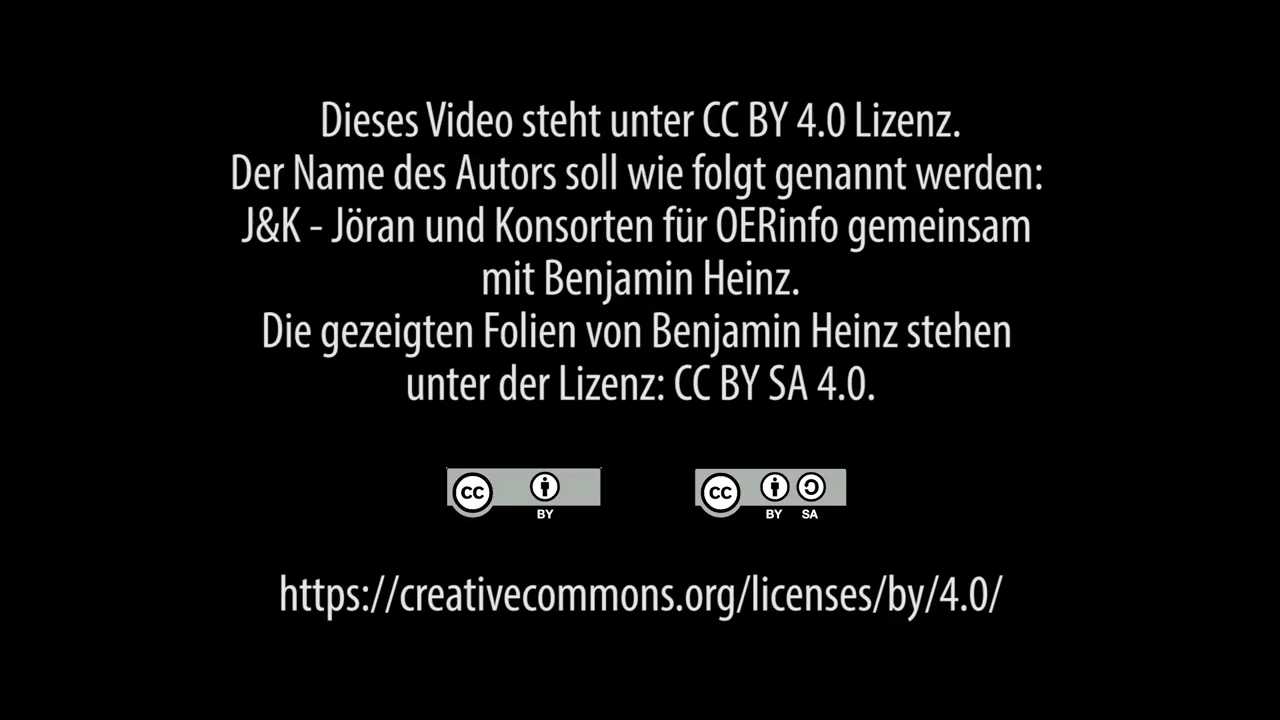 Dieses Video steht unter CC BY 4.0 Lizenz.
Der Name des Autors soll wie folgt genannt werden:
J&K - Jöran und Konsorten für OERinfo gemeinsam
mit Benjamin Heinz.
Die gezeigten Folien von Benjamin Heinz stehen
unter der Lizenz: CC BY SA 4.0.
CC BY
CC BY SA
https://creativecommons.org/licenses/by/4.0/